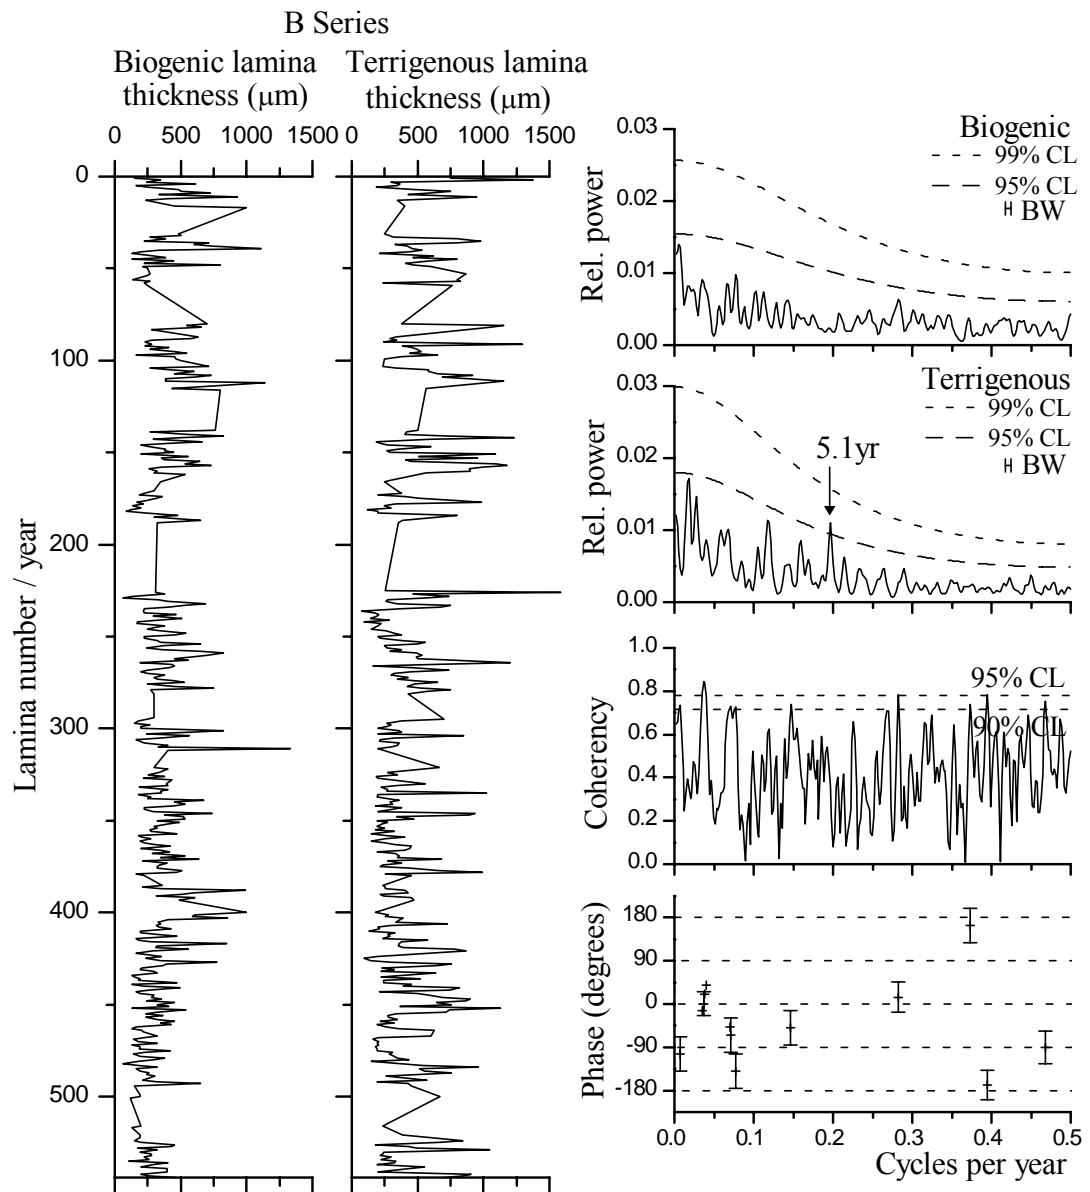 B Series
Biogenic lamina
thickness (μm)
Terrigenous lamina
thickness (μm)
0 500 1000 1500
0 500 1000 1500
Lamina number / year
0
100
200
300
400
500
Rel. power
0.03
0.02
0.01
0.00
Biogenic
99% CL
95% CL
BW
Rel. power
0.03
0.02
0.01
0.00
Terrigenous
99% CL
95% CL
BW
5.1yr
Coherency
1.0
0.8
0.6
0.4
0.2
0.0
95% CL
90% CL
Phase (degrees)
180
90
0
-90
-180
0.0 0.1 0.2 0.3 0.4 0.5
Cycles per year